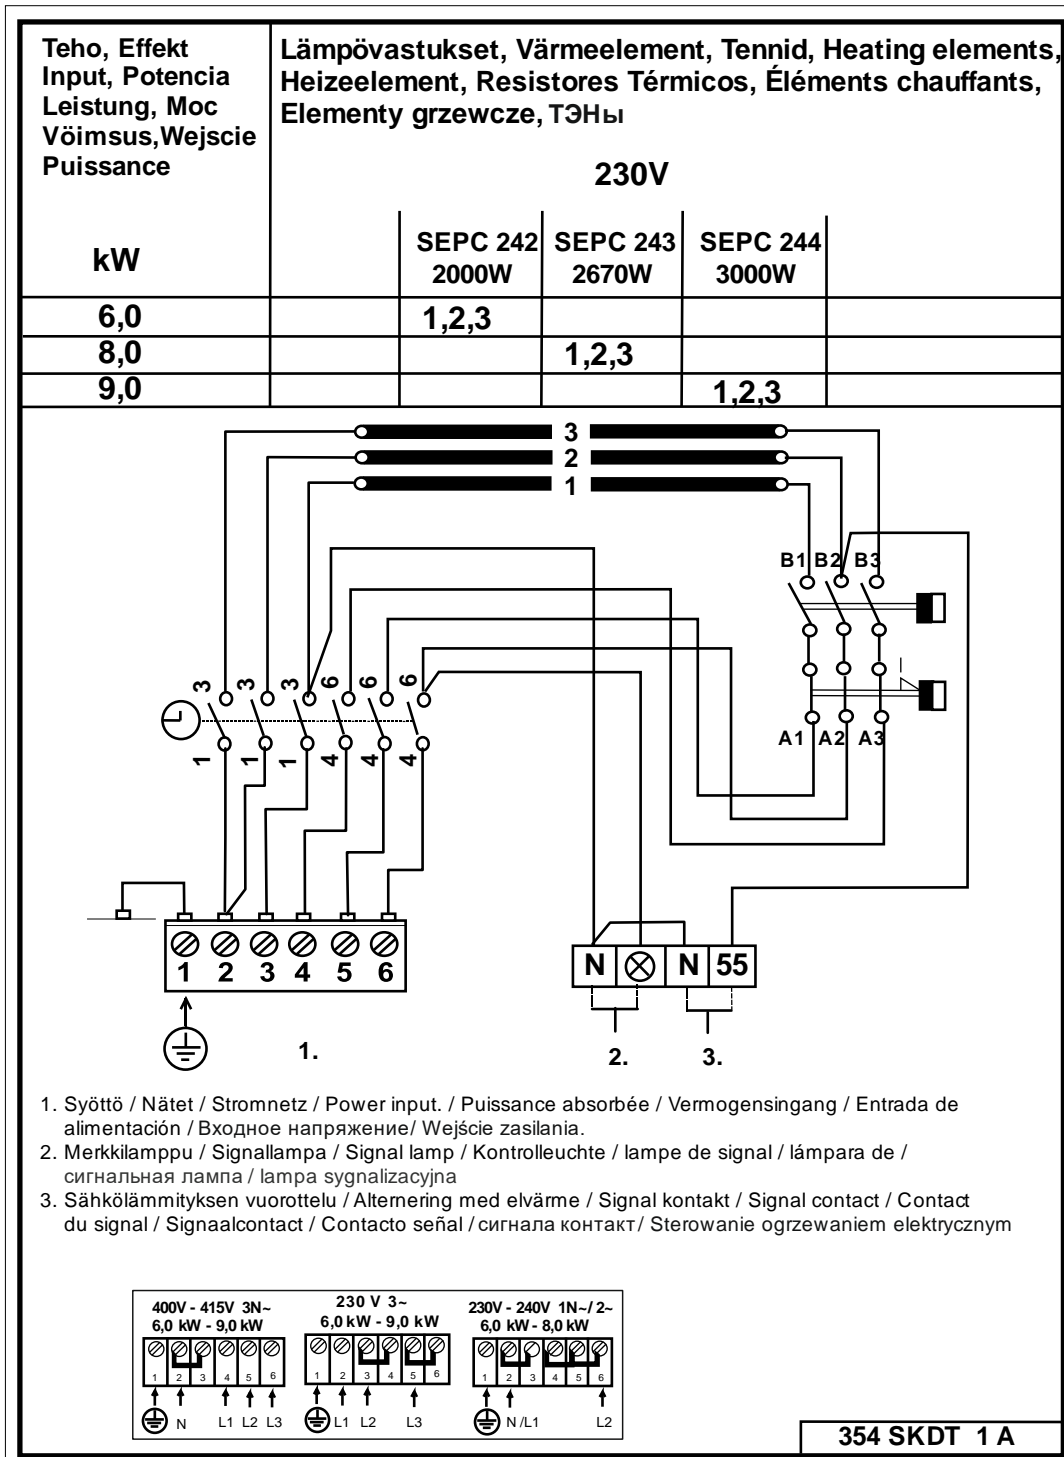 Teho, Effekt
Input, Potencia
Leistung, Moc
Vöimsus,Wejscie
Puissance
kW
Lämpövastukset, Värmeelement, Tennid, Heating elements,
Heizeelement, Resistores Térmicos, Éléments chauffants,
Elementy grzewcze, ТЭНы
230V
SEPC 242 SEPC 243 SEPC 244
2000W 2670W 3000W
6,0 1,2,3
8,0 1,2,3
9,0 1,2,3
3
2
1
B1 B2 B3
3 3 3 6 6 6
1 1 1 4 4 4
A1 A2 A3
1 2 3 4 5 6
N N 55
1.
2. 3.
1. Syöttö / Nätet / Stromnetz / Power input. / Puissance absorbée / Vermogensingang / Entrada de
alimentación / Входное напряжение/ Wejście zasilania.
2. Merkkilamppu / Signallampa / Signal lamp / Kontrolleuchte / lampe de signal / lámpara de /
сигнальная лампа / lampa sygnalizacyjna
3. Sähkölämmityksen vuorottelu / Alternering med elvärme / Signal kontakt / Signal contact / Contact
du signal / Signaalcontact / Contacto señal / сигнала контакт/ Sterowanie ogrzewaniem elektrycznym
400V - 415V 3N~
6,0 kW - 9,0 kW
1 2 3 4 5 6
N L1 L2 L3
230 V 3~
6,0 kW - 9,0 kW
1 2 3 4 5 6
L1 L2 L3
230V - 240V 1N~/ 2~
6,0 kW - 8,0 kW
1 2 3 4 5 6
N /L1 L2
354 SKDT 1 A